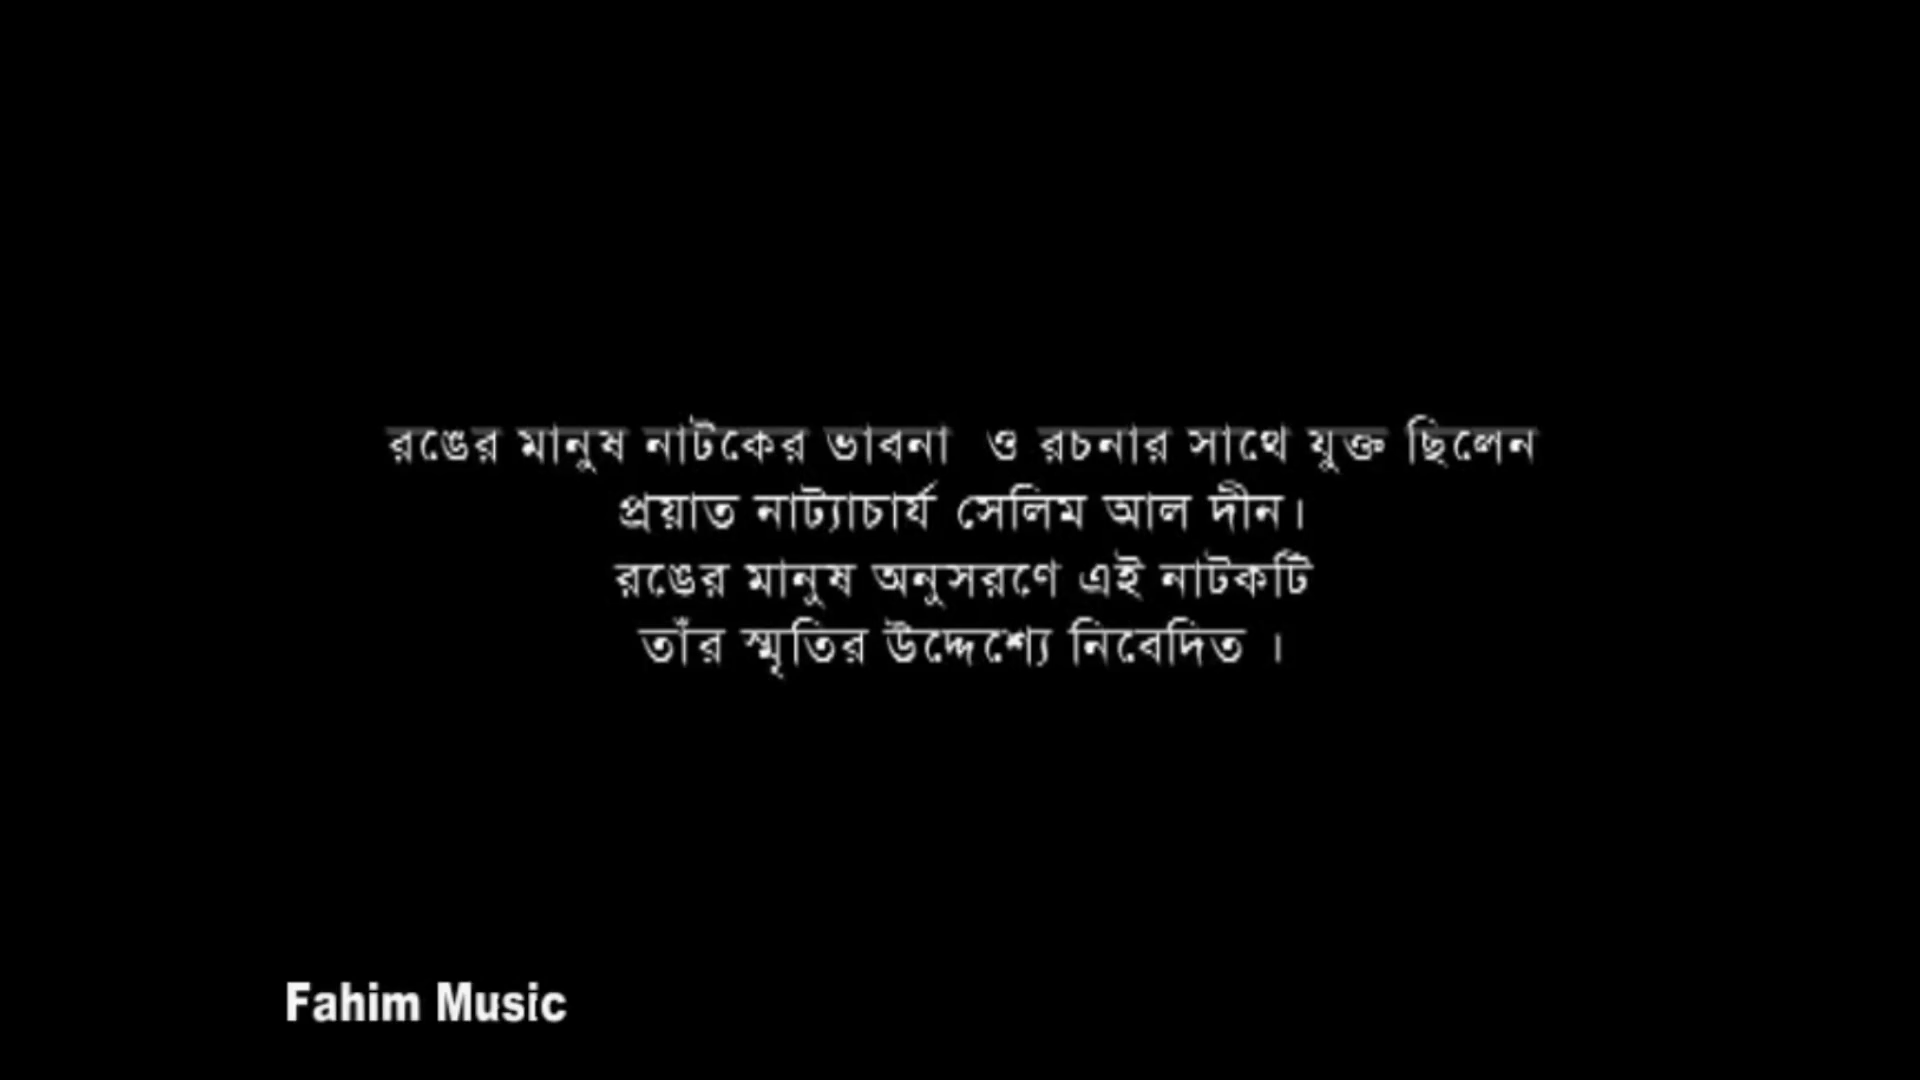 রঙের মানুষ নাটকের ভাবনা ও রচনার সাথে যুক্ত ছিলেন
প্রয়াত নাট্যাচার্য সেলিম আল দীন।
রঙের মানুষ অনুসরণে এই নাটকটি
তাঁর স্মৃতির উদ্দেশ্যে নিবেদিত ।
Fahim Music